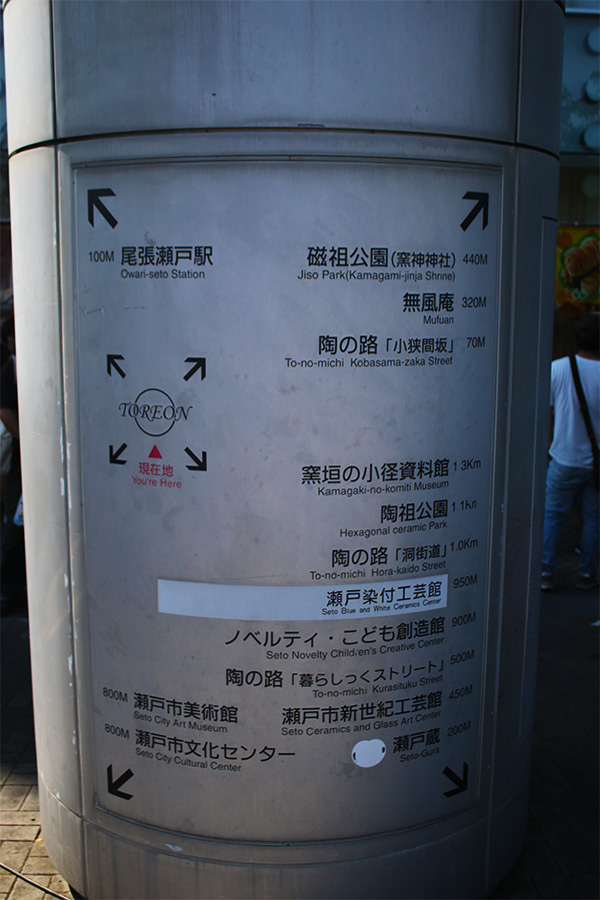 100M 尾張瀬戸駅
Owari-seto Station
磁祖公園(窯神神社) 440M
Jiso Park(Kamagami-jinja Shrine)
無風庵 320M
Mufuan
陶の路「小狭間坂」 70M
To-no-michi Kobasama-zaka Street
TOREON
現在地
You're Here
窯垣の小径資料館 1.3Km
Kamagaki-no-komiti Museum
陶祖公園 1.1Km
Hexagonal ceramic Park
陶の路「洞街道」 1.0Km
To-no-michi Hora-kaido Street
瀬戸染付工芸館 950M
Seto Blue and White Ceramics Center
ノベルティ・こども創造館 900M
Seto Novelty Children's Creative Center
陶の路「暮らしつくストリート」 500M
To-no-michi Kurasituku Street
800M 瀬戸市美術館
Seto City Art Museum
瀬戸市新世紀工芸館 450M
Seto Ceramics and Glass Art Center
800M 瀬戸市文化センター
Seto City Cultural Center
瀬戸蔵 200M
Seto-Gura